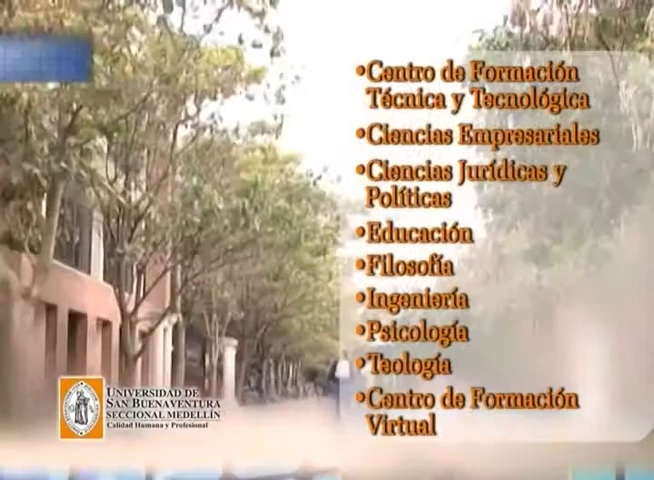 •Centro de Formación
Técnica y Tecnológica
•Ciencias Empresariales
•Ciencias Jurídicas y
Políticas
•Educación
•Filosofía
•Ingeniería
•Psicología
•Teología
•Centro de Formación
Virtual
UNIVERSIDAD DE
SAN BUENAVENTURA
SECCIONAL MEDELLÍN
Calidad Humana y Profesional